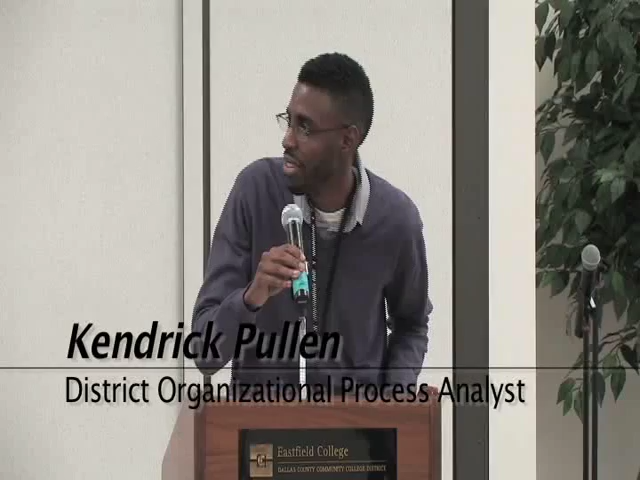 Kendrick Pullen
District Organizational Process Analyst
Eastfield College
DALLAS COUNTY COMMUNITY COLLEGE DISTRICT